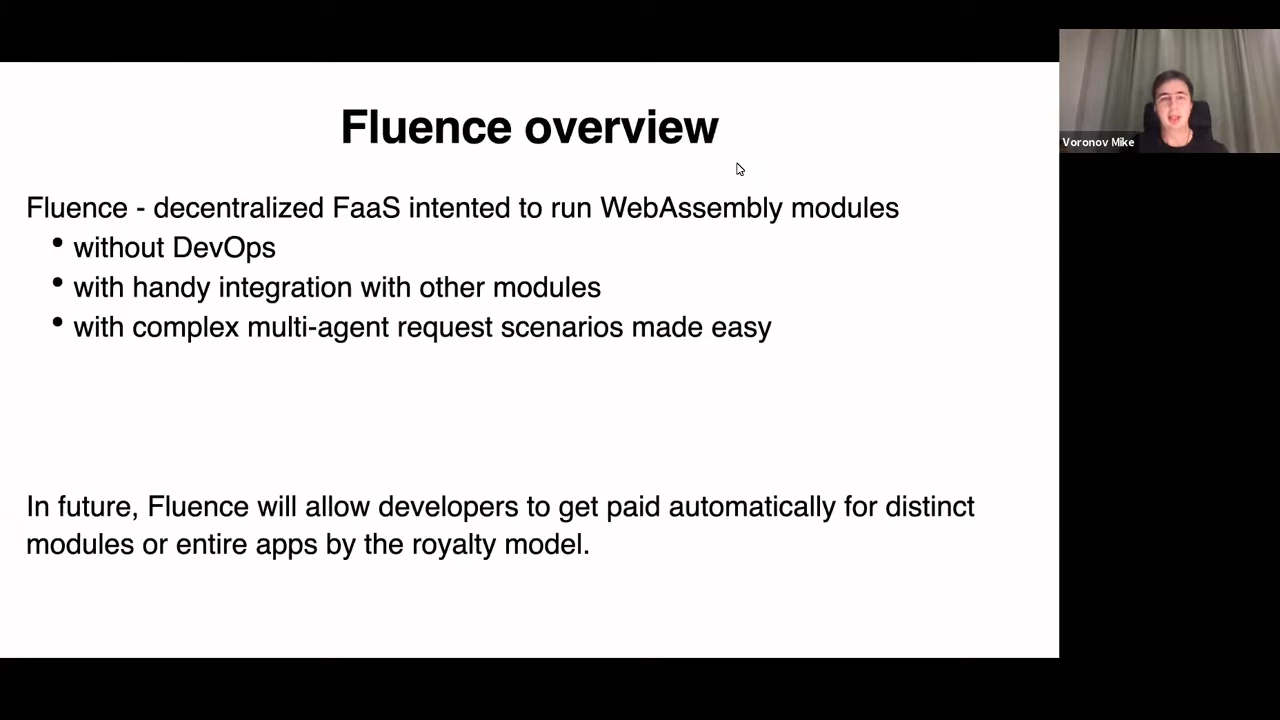 Fluence overview
Voronov Mike
Fluence - decentralized FaaS intented to run WebAssembly modules
• without DevOps
• with handy integration with other modules
• with complex multi-agent request scenarios made easy
In future, Fluence will allow developers to get paid automatically for distinct
modules or entire apps by the royalty model.